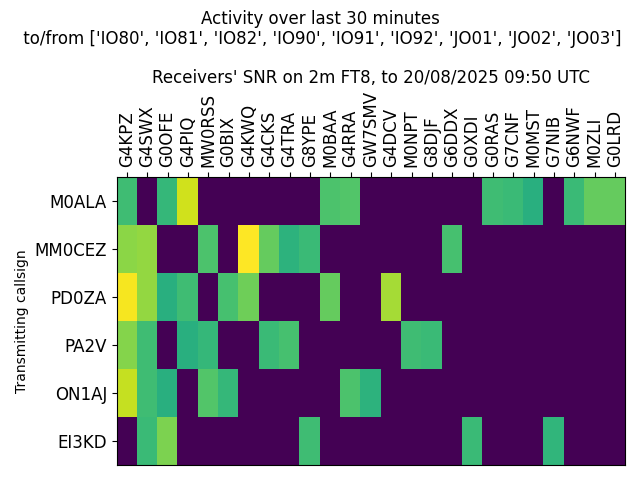 Activity over last 30 minutes
to/from ['IO80', 'IO81', 'IO82', 'IO90', 'IO91', 'IO92', 'JO01', 'JO02', 'JO03']
Receivers' SNR on 2m FT8, to 20/08/2025 09:50 UTC
G4KPZ
G4SWX
G0OFE
G4PIQ
MW0RSS
G0BIX
G4KWQ
G4CKS
G4TRA
G8YPE
M0BAA
G4RRA
GW7SMV
G4DCV
M0NPT
G8DJF
G6DDX
G0XDI
G0RAS
G7CNF
M0MST
G7NIB
G6NWF
M0ZLI
G0LRD
Transmitting callsign
M0ALA
MM0CEZ
PD0ZA
PA2V
ON1AJ
EI3KD